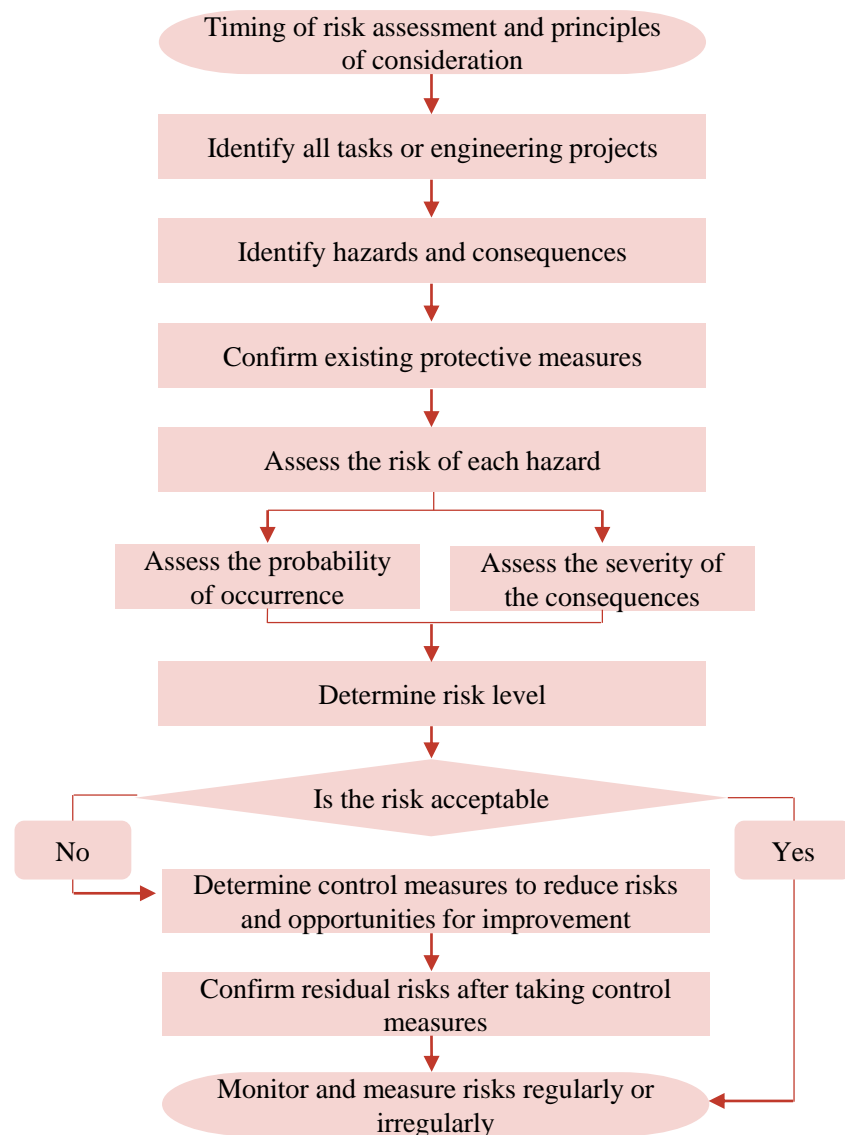 Timing of risk assessment and principles
of consideration
Identify all tasks or engineering projects
Identify hazards and consequences
Confirm existing protective measures
Assess the risk of each hazard
Assess the probability
of occurrence
Assess the severity of
the consequences
Determine risk level
Is the risk acceptable
No
Yes
Determine control measures to reduce risks
and opportunities for improvement
Confirm residual risks after taking control
measures
Monitor and measure risks regularly or
irregularly